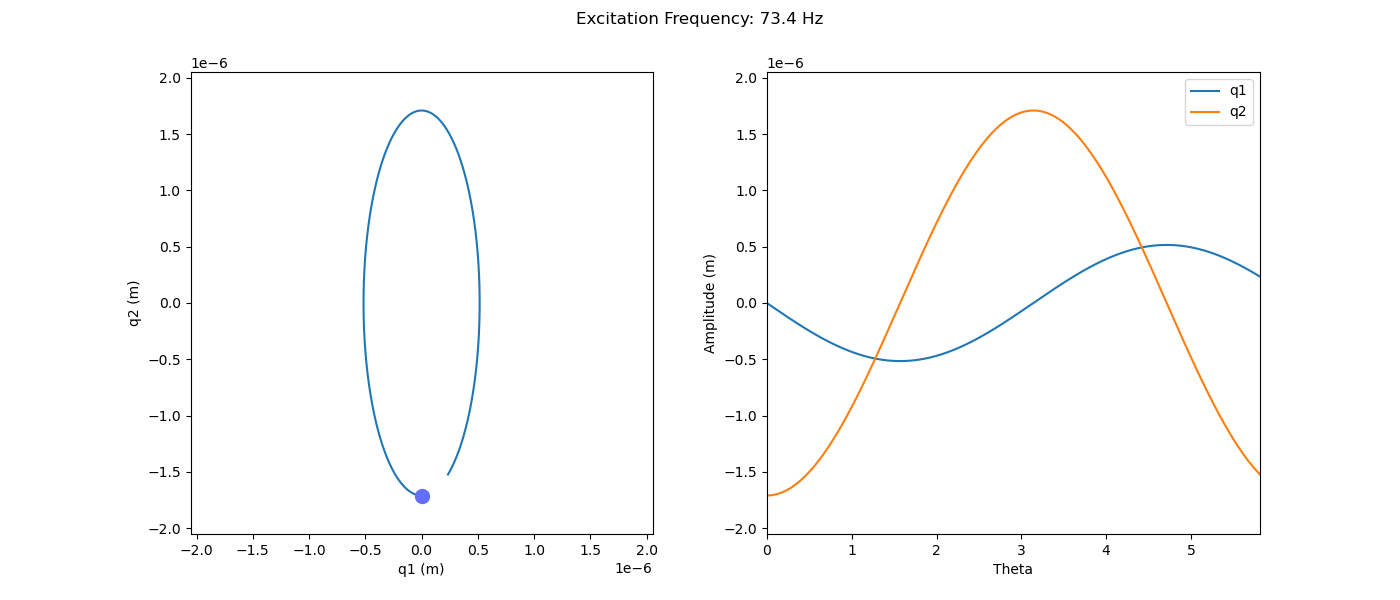 Excitation Frequency: 73.4 Hz
1e−6
2.0
1.5
1.0
0.5
0.0
−0.5
−1.0
−1.5
−2.0
q2 (m)
−2.0 −1.5 −1.0 −0.5 0.0 0.5 1.0 1.5 2.0
q1 (m)
1e−6
1e−6
2.0
1.5
1.0
0.5
0.0
−0.5
−1.0
−1.5
−2.0
Amplitude (m)
q1
q2
0 1 2 3 4 5
Theta